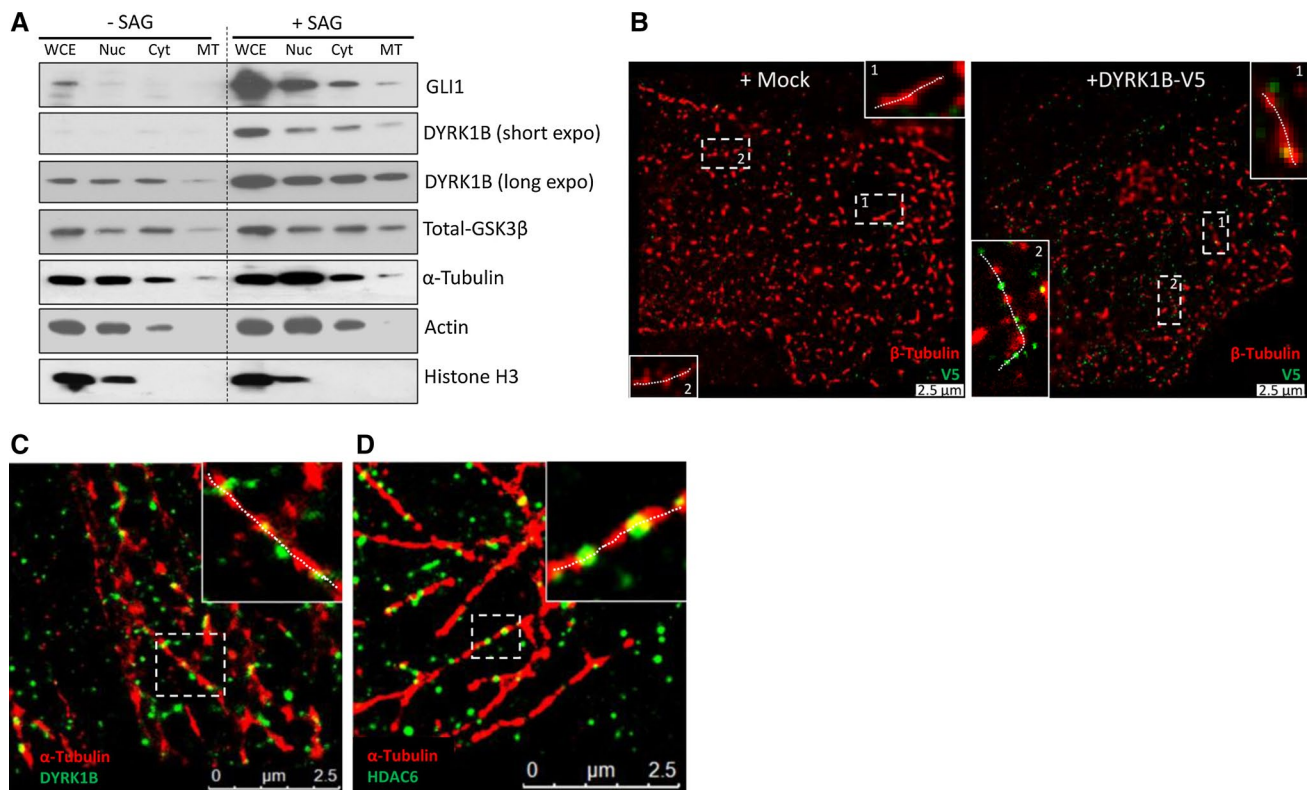 A
- SAG + SAG
WCE Nuc Cyt MT WCE Nuc Cyt MT
GLI1
DYRK1B (short expo)
DYRK1B (long expo)
Total-GSK3β
α-Tubulin
Actin
Histone H3
B
+ Mock
1
2
1
β-Tubulin
V5
2
2.5 µm
+DYRK1B-V5
1
1
2
2
β-Tubulin
V5
2.5 µm
C
α-Tubulin
DYRK1B
0 µm 2.5
D
α-Tubulin
HDAC6
0 µm 2.5